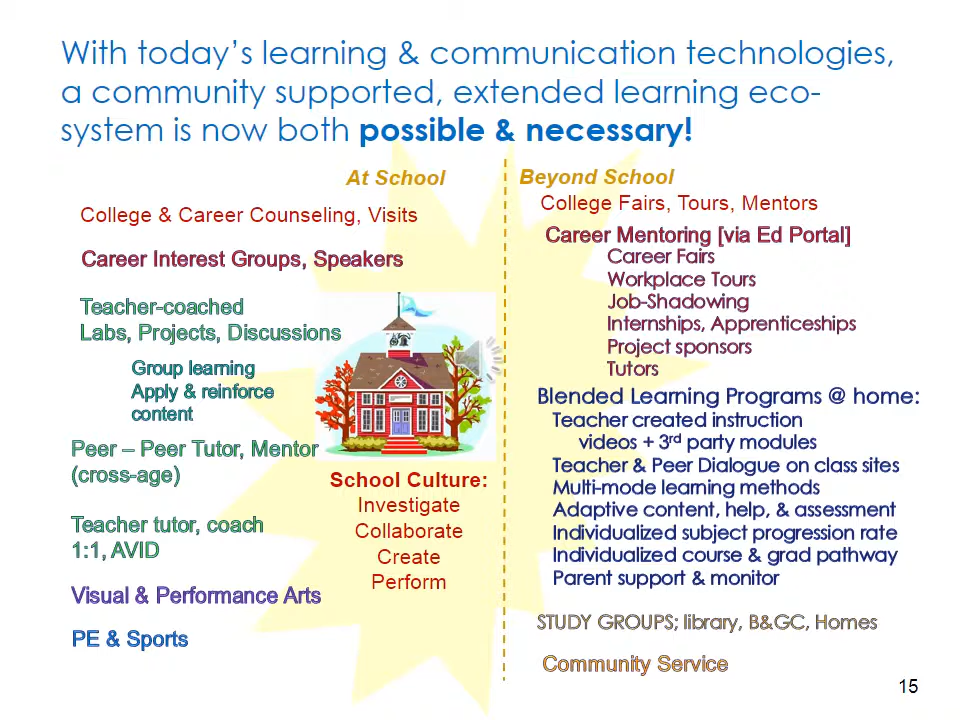 With today’s learning & communication technologies,
a community supported, extended learning eco-
system is now both possible & necessary!
At School
College & Career Counseling, Visits
Career Interest Groups, Speakers
Teacher-coached
Labs, Projects, Discussions
Group learning
Apply & reinforce
content
Peer – Peer Tutor, Mentor
(cross-age)
Teacher tutor, coach
1:1, AVID
Visual & Performance Arts
PE & Sports
School Culture:
Investigate
Collaborate
Create
Perform
Beyond School
College Fairs, Tours, Mentors
Career Mentoring [via Ed Portal]
Career Fairs
Workplace Tours
Job-Shadowing
Internships, Apprenticeships
Project sponsors
Tutors
Blended Learning Programs @ home:
Teacher created instruction
videos + 3rd party modules
Teacher & Peer Dialogue on class sites
Multi-mode learning methods
Adaptive content, help, & assessment
Individualized subject progression rate
Individualized course & grad pathway
Parent support & monitor
STUDY GROUPS; library, B&GC, Homes
Community Service
15